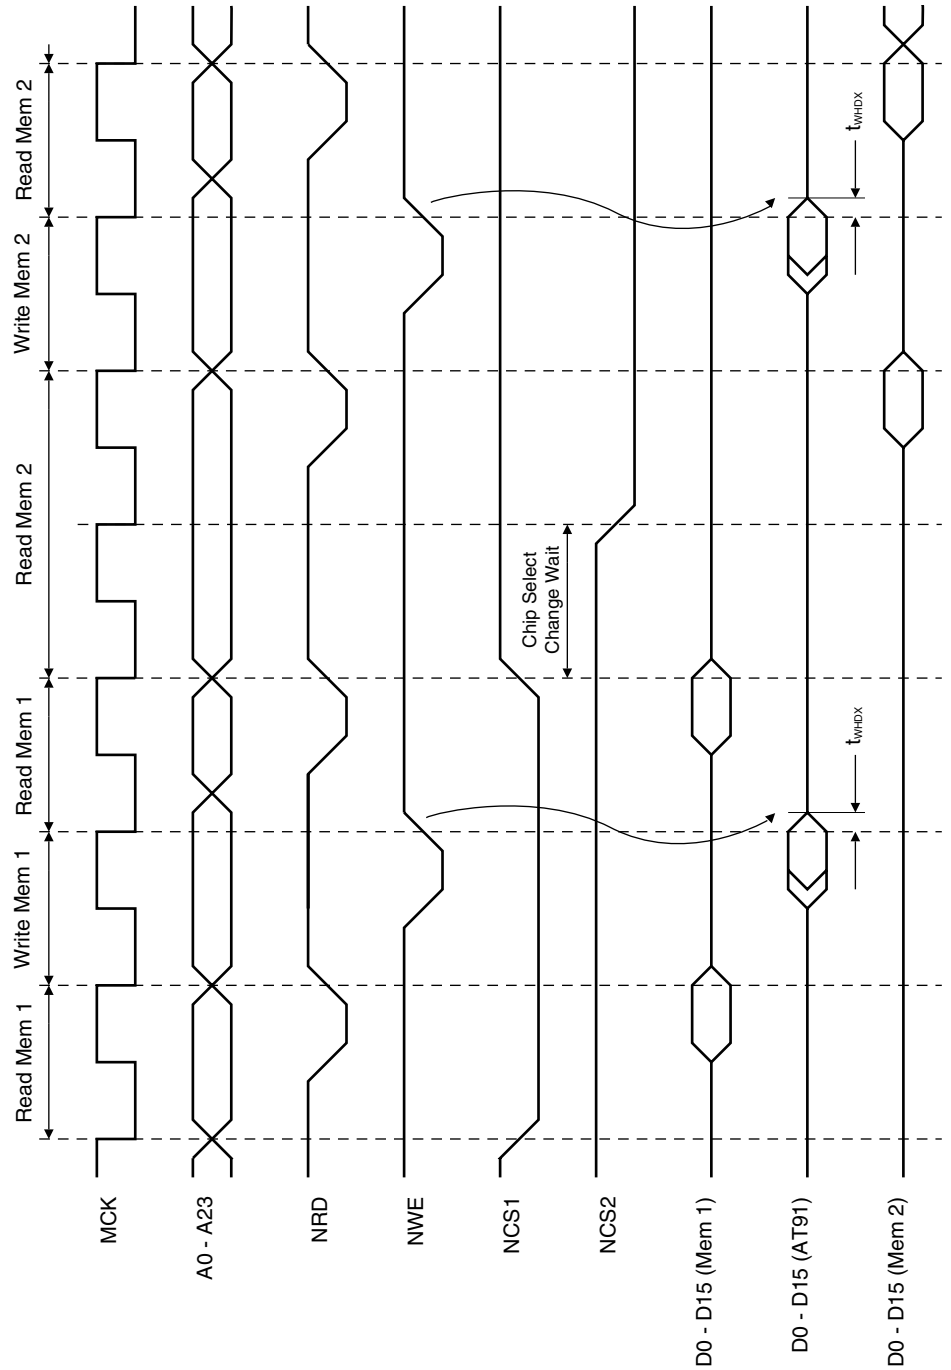 Read Mem 1
Write Mem 1
Read Mem 1
Read Mem 2
Write Mem 2
Read Mem 2
MCK
A0 - A23
NRD
NWE
NCS1
Chip Select
Change Wait
NCS2
D0 - D15 (Mem 1)
D0 - D15 (AT91)
tWHDX
tWHDX
D0 - D15 (Mem 2)